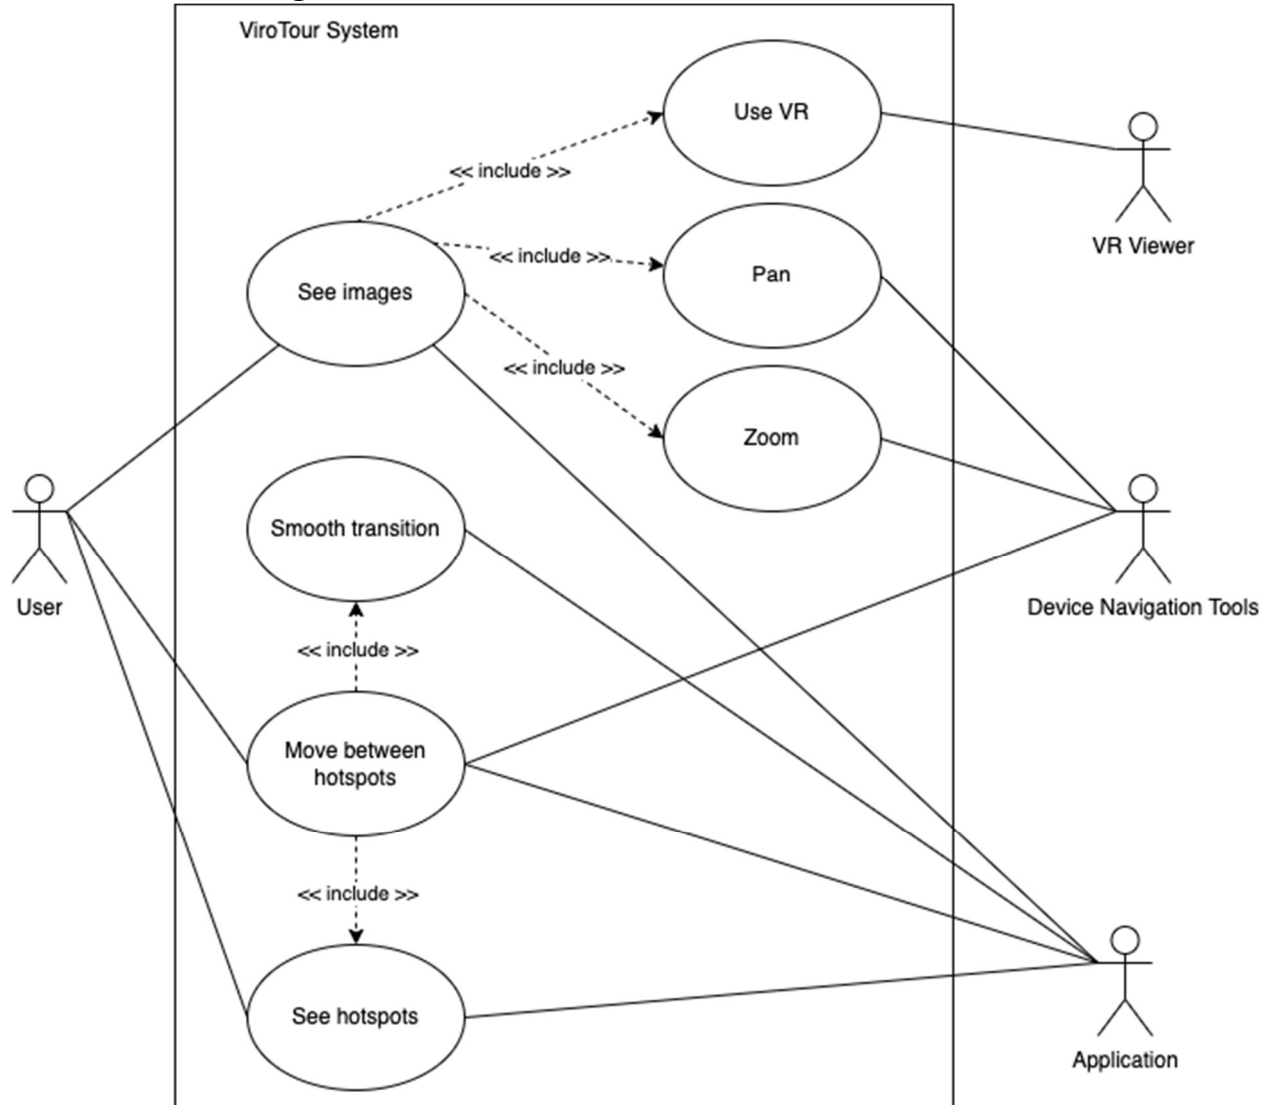 ViroTour System
Use VR
<< include >>
VR Viewer
<< include >>
Pan
See images
<< include >>
Zoom
Smooth transition
User
Device Navigation Tools
<< include >>
Move between
hotspots
<< include >>
See hotspots
Application